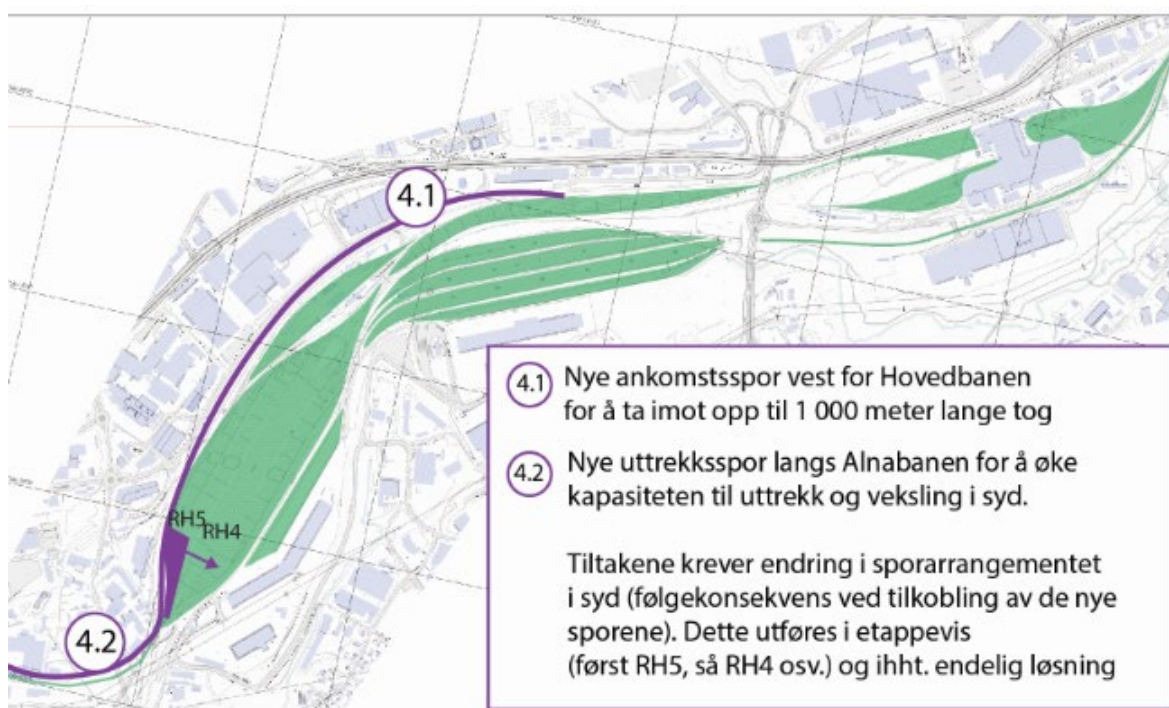 4.1
RH5
RH4
4.2
4.1 Nye ankomstsspor vest for Hovedbanen
for å ta imot opp til 1 000 meter lange tog
4.2 Nye uttrekksspor langs Alnabanen for å øke
kapasiteten til uttrekk og veksling i syd.
Tiltakene krever endring i sporarrangementet
i syd (følgekonsekvens ved tilkobling av de nye
sporene). Dette utføres i etappevis
(først RH5, så RH4 osv.) og ihht. endelig løsning